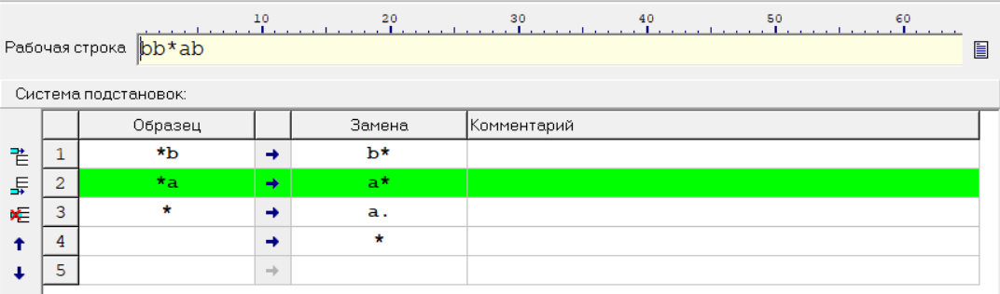 10 20 30 40 50 60
Рабочая строка bb*ab
Система подстановок:
Образец Замена Комментарий
1 *b → b*
2 *a → a*
3 * → a.
4 → *
5 →